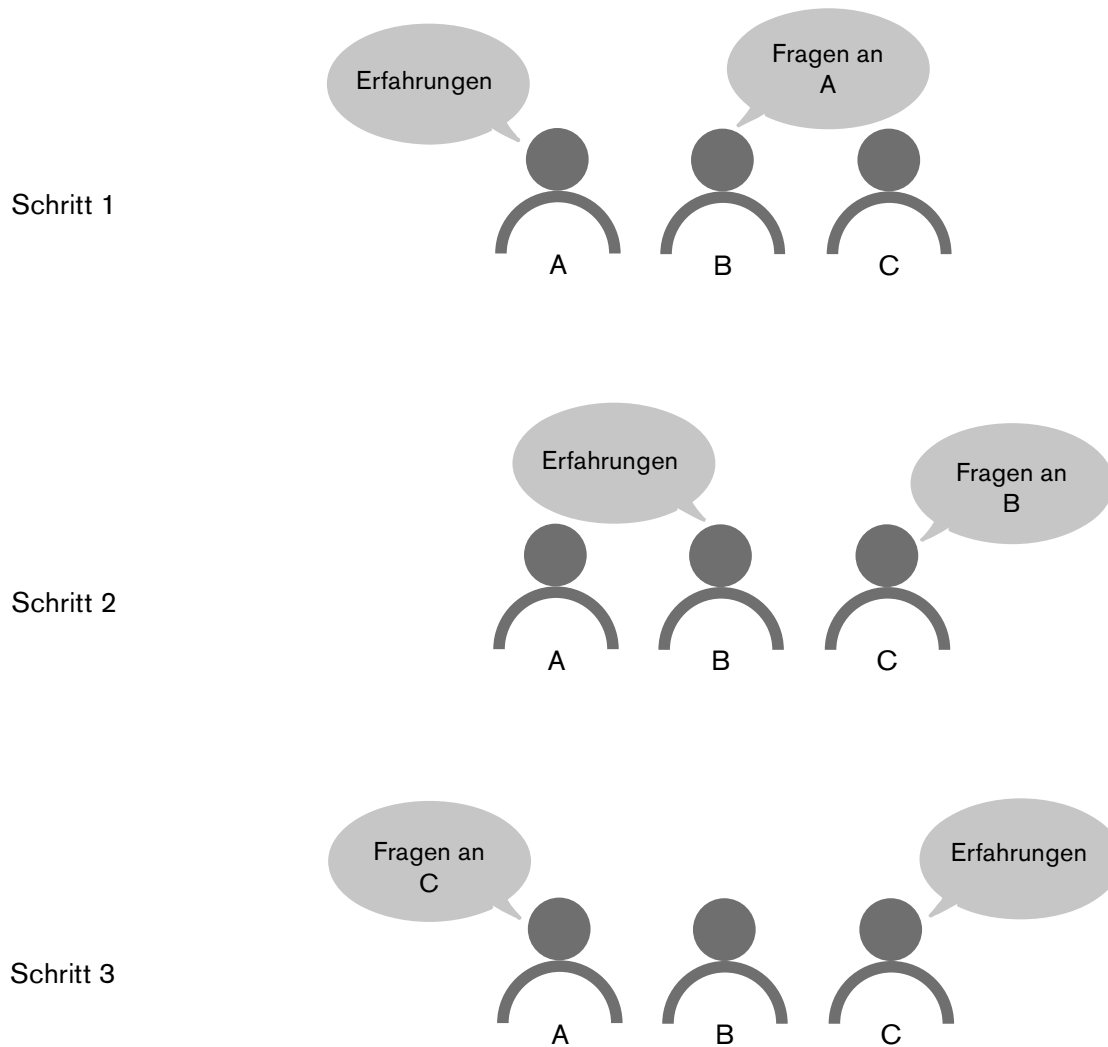 Erfahrungen
Fragen an
A
Schritt 1
A
B
C
Erfahrungen
Fragen an
B
Schritt 2
A
B
C
Fragen an
C
Erfahrungen
Schritt 3
A
B
C